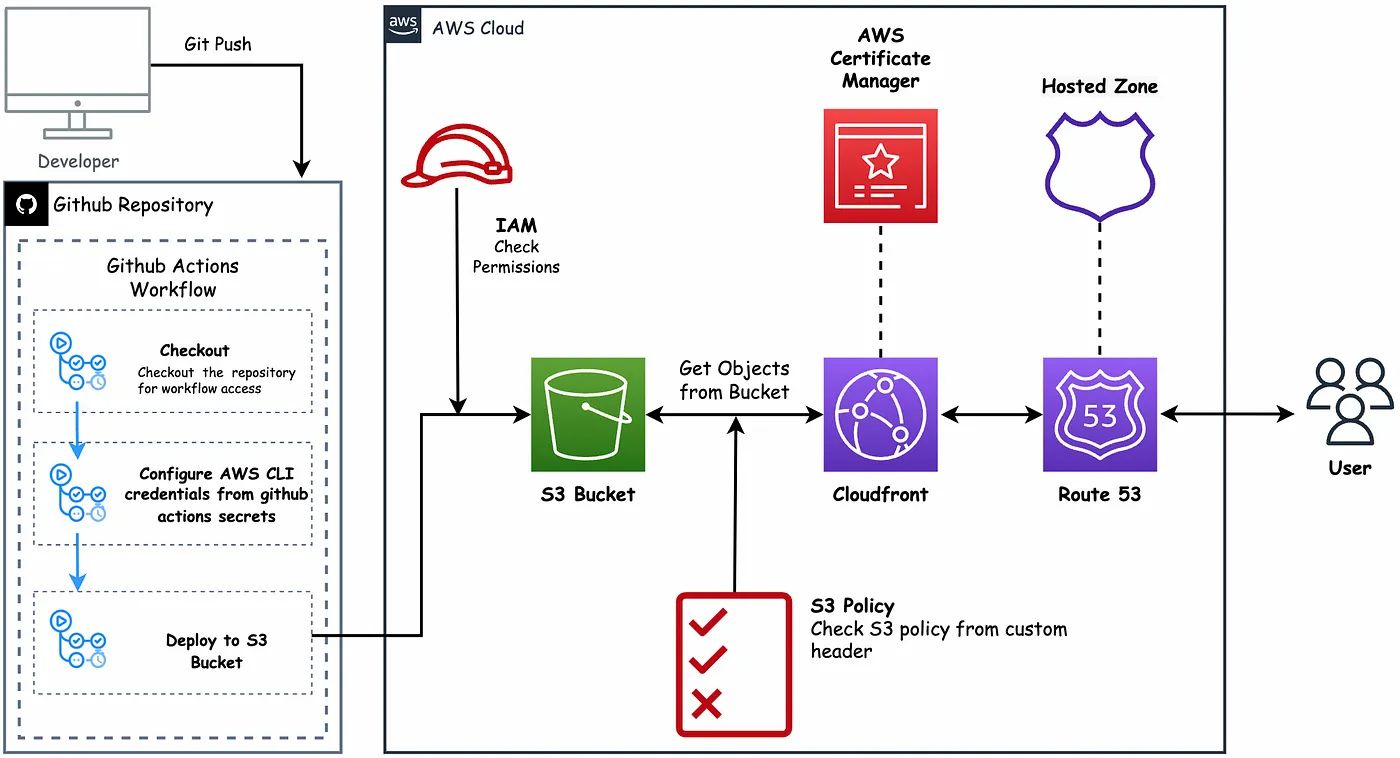 Git Push
Developer
Github Repository
Github Actions
Workflow
Checkout
Checkout the repository
for workflow access
Configure AWS CLI
credentials from github
actions secrets
Deploy to S3
Bucket
aws
AWS Cloud
IAM
Check
Permissions
S3 Bucket
Get Objects
from Bucket
S3 Policy
Check S3 policy from custom
header
AWS
Certificate
Manager
Cloudfront
Hosted Zone
53
Route 53
User